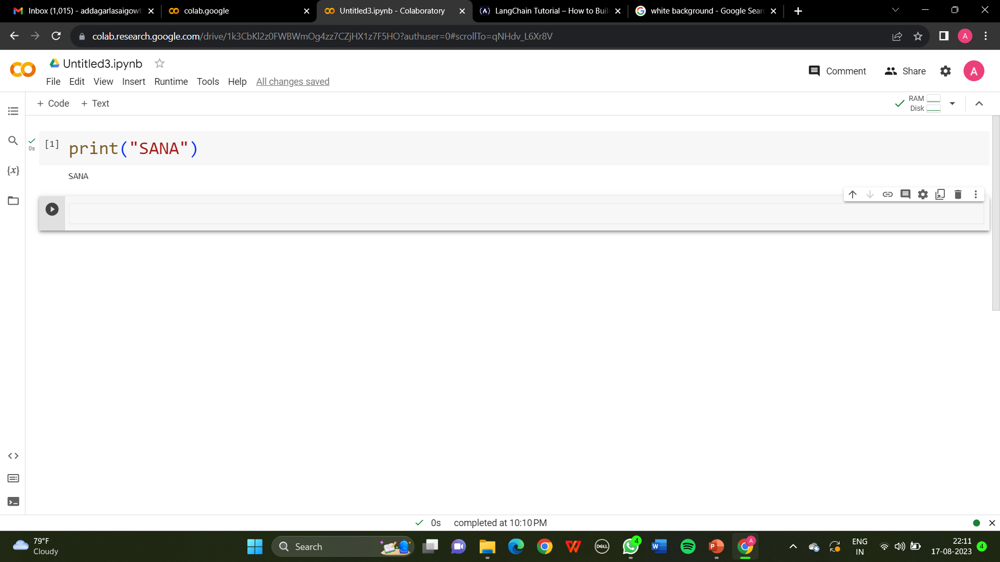 Inbox (1,015) - addagarlasaigowt
colab.google
Untitled3.ipynb - Colaboratory
LangChain Tutorial – How to Buil
white background - Google Sear
colab.research.google.com/drive/1k3CbKl2z0FWBWmOg4zz7CZjHX1z7F5HO?authuser=0#scrollTo=qNHdv_L6Xr8V
A
CO
Untitled3.ipynb
Comment
Share
A
File Edit View Insert Runtime Tools Help All changes saved
+ Code + Text
RAM
Disk
[1] print("SANA")
0s
{x}
SANA
0s completed at 10:10 PM
79°F
Cloudy
Search
DELL
4
W
P
A
ENG
IN
22:11
17-08-2023
4